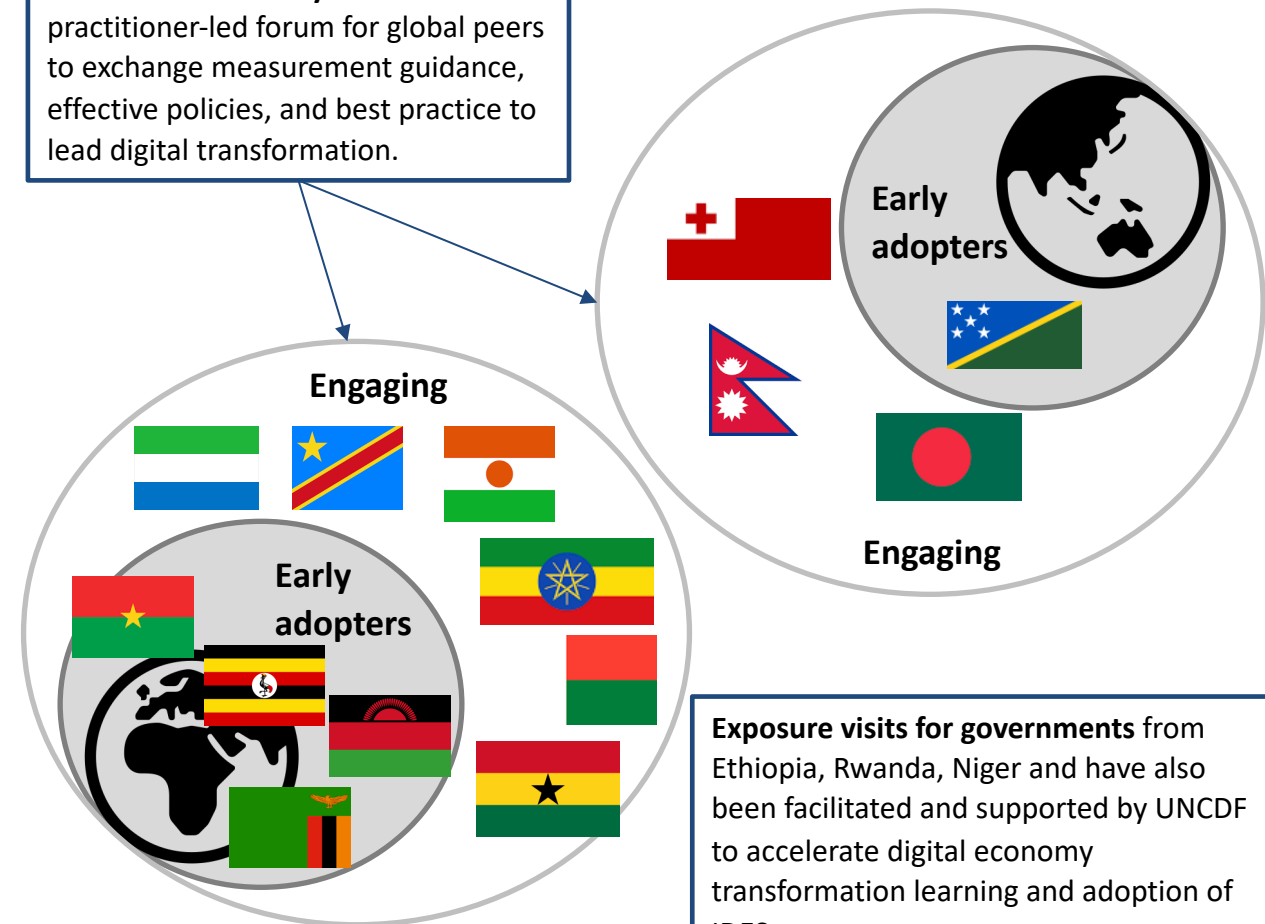 practitioner-led forum for global peers
to exchange measurement guidance,
effective policies, and best practice to
lead digital transformation.
Early
adopters
Engaging
Engaging
Early
adopters
Exposure visits for governments from
Ethiopia, Rwanda, Niger and have also
been facilitated and supported by UNCDF
to accelerate digital economy
transformation learning and adoption of